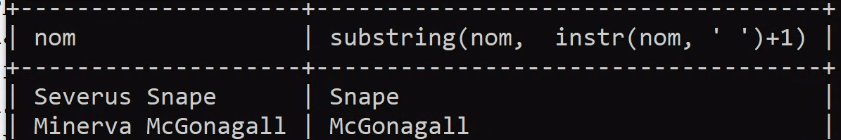 | nom | substring(nom,  instr(nom, ' ')+1) |
| Severus Snape | Snape |
| Minerva McGonagall | McGonagall |